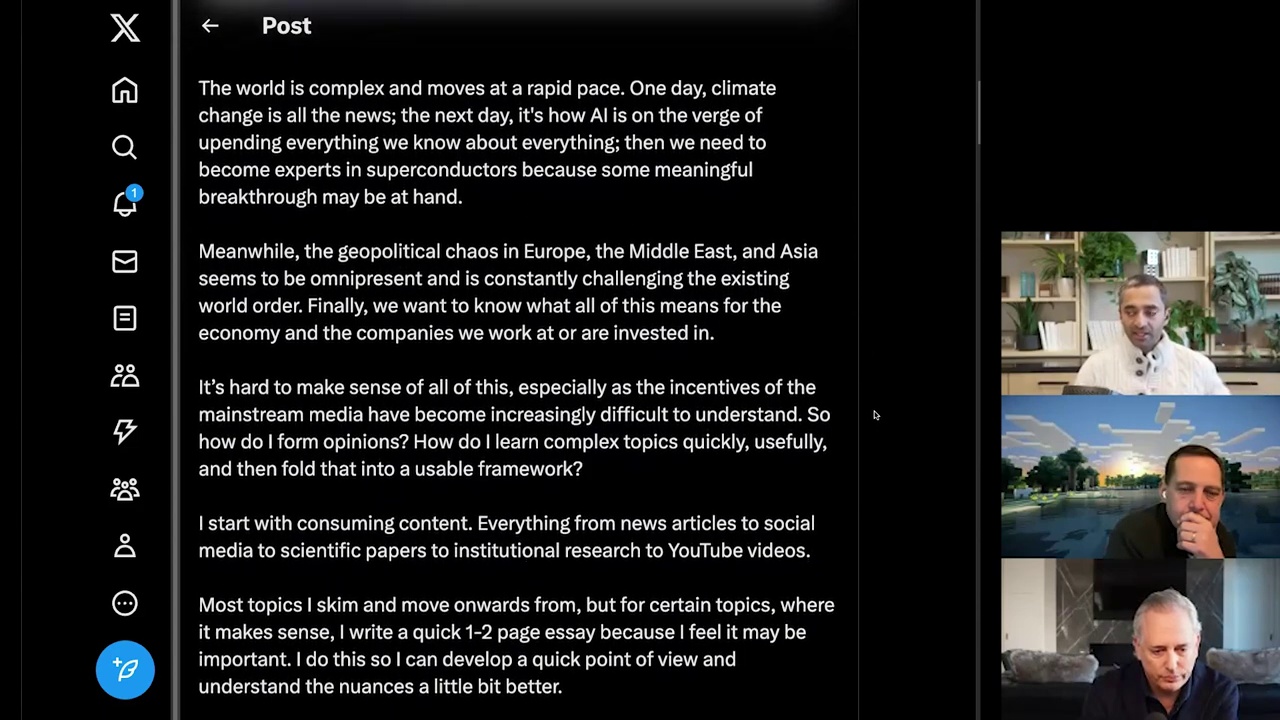 Post
The world is complex and moves at a rapid pace. One day, climate
change is all the news; the next day, it's how AI is on the verge of
upending everything we know about everything; then we need to
become experts in superconductors because some meaningful
breakthrough may be at hand.
1
Meanwhile, the geopolitical chaos in Europe, the Middle East, and Asia
seems to be omnipresent and is constantly challenging the existing
world order. Finally, we want to know what all of this means for the
economy and the companies we work at or are invested in.
It’s hard to make sense of all of this, especially as the incentives of the
mainstream media have become increasingly difficult to understand. So
how do I form opinions? How do I learn complex topics quickly, usefully,
and then fold that into a usable framework?
I start with consuming content. Everything from news articles to social
media to scientific papers to institutional research to YouTube videos.
Most topics I skim and move onwards from, but for certain topics, where
it makes sense, I write a quick 1-2 page essay because I feel it may be
important. I do this so I can develop a quick point of view and
understand the nuances a little bit better.